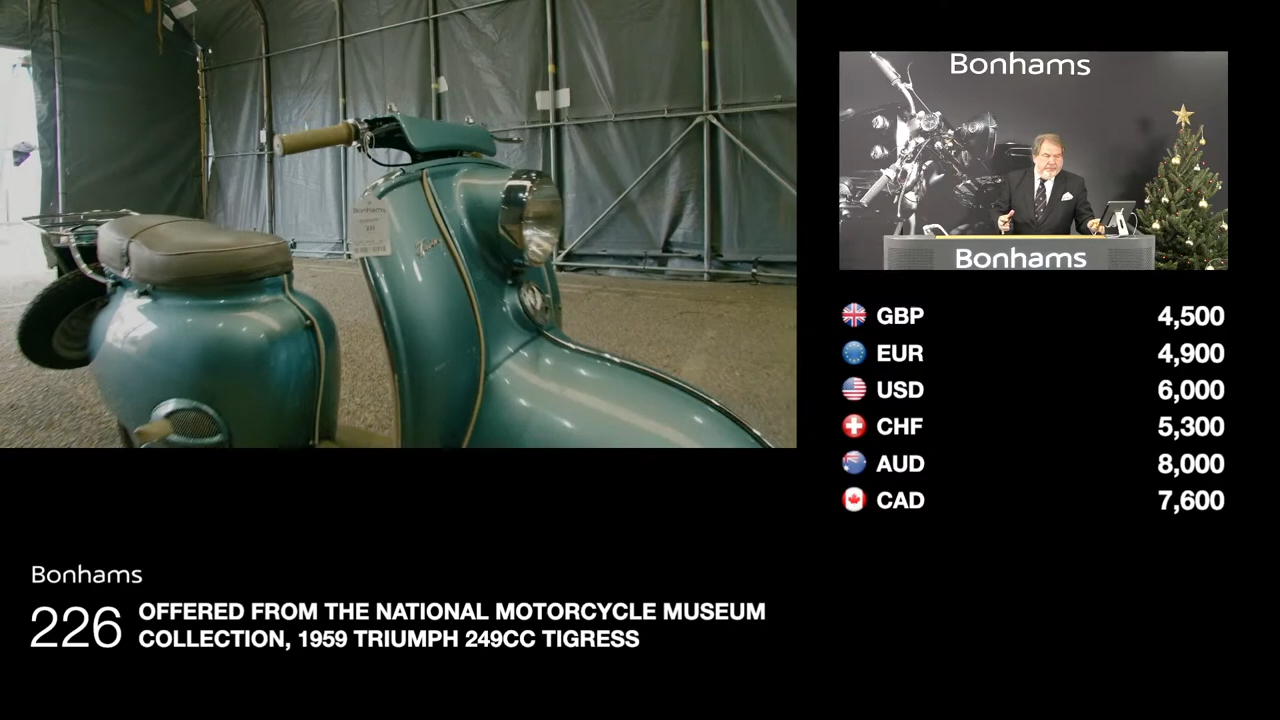 Bonhams
Bonhams
Bonhams
GBP 4,500
EUR 4,900
USD 6,000
CHF 5,300
AUD 8,000
CAD 7,600
Bonhams
226 OFFERED FROM THE NATIONAL MOTORCYCLE MUSEUM
COLLECTION, 1959 TRIUMPH 249CC TIGRESS